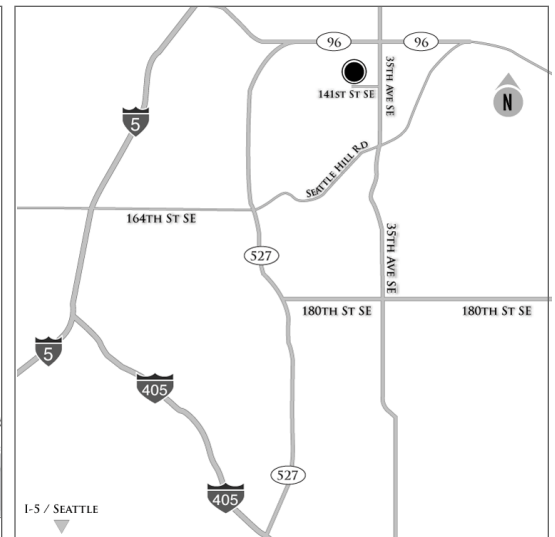 96
96
35th Ave SE
141st St SE
5
N
Seattle Hill Rd
164th St SE
527
35th Ave SE
180th St SE
180th St SE
5
405
527
405
I-5 / Seattle